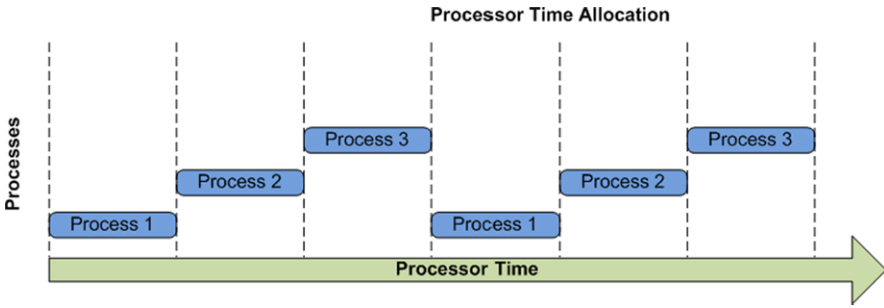 Processor Time Allocation
Processes
Process 3
Process 3
Process 2
Process 2
Process 1
Process 1
Processor Time